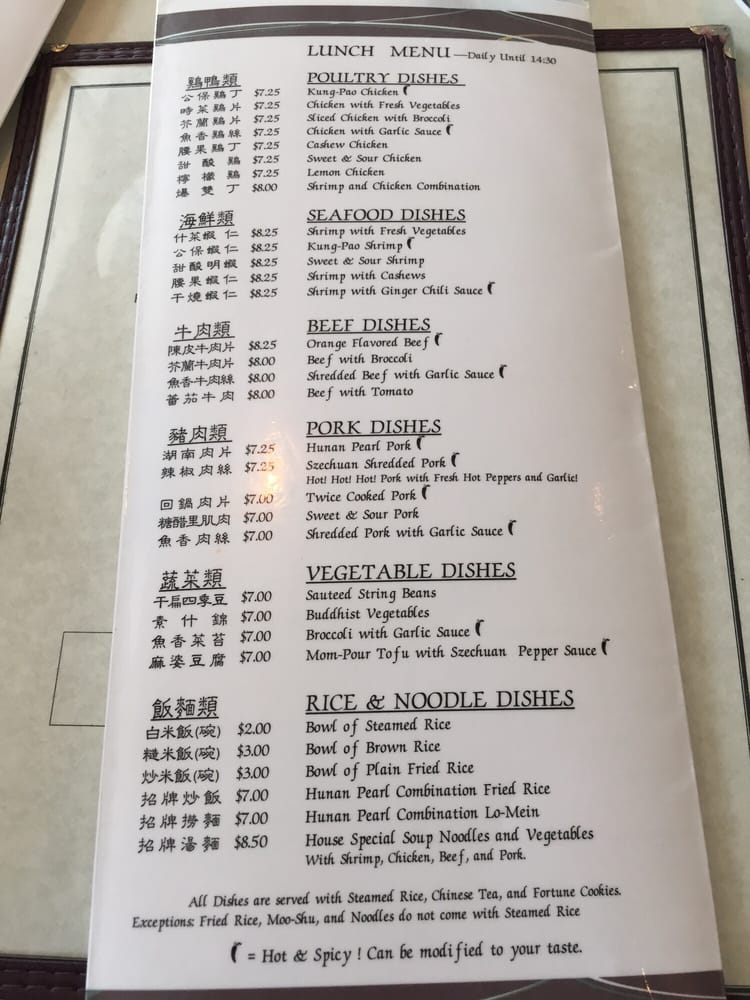 LUNCH MENU—Daily Until 14:30
鷄鴨類 POULTRY DISHES
公保鷄丁 $7.25 Kung-Pao Chicken
時菜鷄片 $7.25 Chicken with Fresh Vegetables
芥蘭鷄片 $7.25 Sliced Chicken with Broccoli
魚香鷄絲 $7.25 Chicken with Garlic Sauce
腰果鷄丁 $7.25 Cashew Chicken
甜酸鷄 $7.25 Sweet & Sour Chicken
檸檬鷄 $7.25 Lemon Chicken
爆雙丁 $8.00 Shrimp and Chicken Combination
海鮮類 SEAFOOD DISHES
什菜蝦仁 $8.25 Shrimp with Fresh Vegetables
公保蝦仁 $8.25 Kung-Pao Shrimp
甜酸明蝦 $8.25 Sweet & Sour Shrimp
腰果蝦仁 $8.25 Shrimp with Cashews
干燒蝦仁 $8.25 Shrimp with Ginger Chili Sauce
牛肉類 BEEF DISHES
陳皮牛肉片 $8.25 Orange Flavored Beef
芥蘭牛肉片 $8.00 Beef with Broccoli
魚香牛肉絲 $8.00 Shredded Beef with Garlic Sauce
蕃茄牛肉 $8.00 Beef with Tomato
豬肉類 PORK DISHES
湖南肉片 $7.25 Hunan Pearl Pork
辣椒肉絲 $7.25 Szechuan Shredded Pork
Hot! Hot! Hot! Pork with Fresh Hot Peppers and Garlic!
回鍋肉片 $7.00 Twice Cooked Pork
糖醋里肌肉 $7.00 Sweet & Sour Pork
魚香肉絲 $7.00 Shredded Pork with Garlic Sauce
蔬菜類 VEGETABLE DISHES
干扁四季豆 $7.00 Sauteed String Beans
素什錦 $7.00 Buddhist Vegetables
魚香菜苔 $7.00 Broccoli with Garlic Sauce
麻婆豆腐 $7.00 Mom-Pour Tofu with Szechuan Pepper Sauce
飯麵類 RICE & NOODLE DISHES
白米飯(碗) $2.00 Bowl of Steamed Rice
糙米飯(碗) $3.00 Bowl of Brown Rice
炒米飯(碗) $3.00 Bowl of Plain Fried Rice
招牌炒飯 $7.00 Hunan Pearl Combination Fried Rice
招牌撈麵 $7.00 Hunan Pearl Combination Lo-Mein
招牌湯麵 $8.50 House Special Soup Noodles and Vegetables
With Shrimp, Chicken, Beef, and Pork.
All Dishes are served with Steamed Rice, Chinese Tea, and Fortune Cookies.
Exceptions: Fried Rice, Moo-Shu, and Noodles do not come with Steamed Rice
= Hot & Spicy ! Can be modified to your taste.